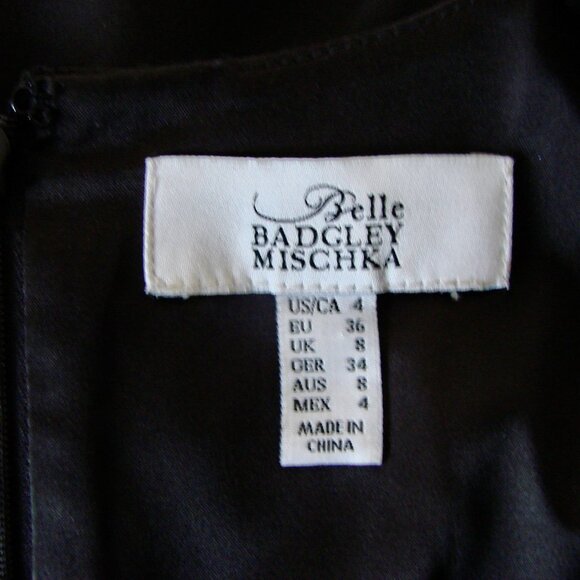 Belle
BADGLEY
MISCHKA
US/CA 4
EU 36
UK 8
GER 34
AUS 8
MEX 4
MADE IN
CHINA